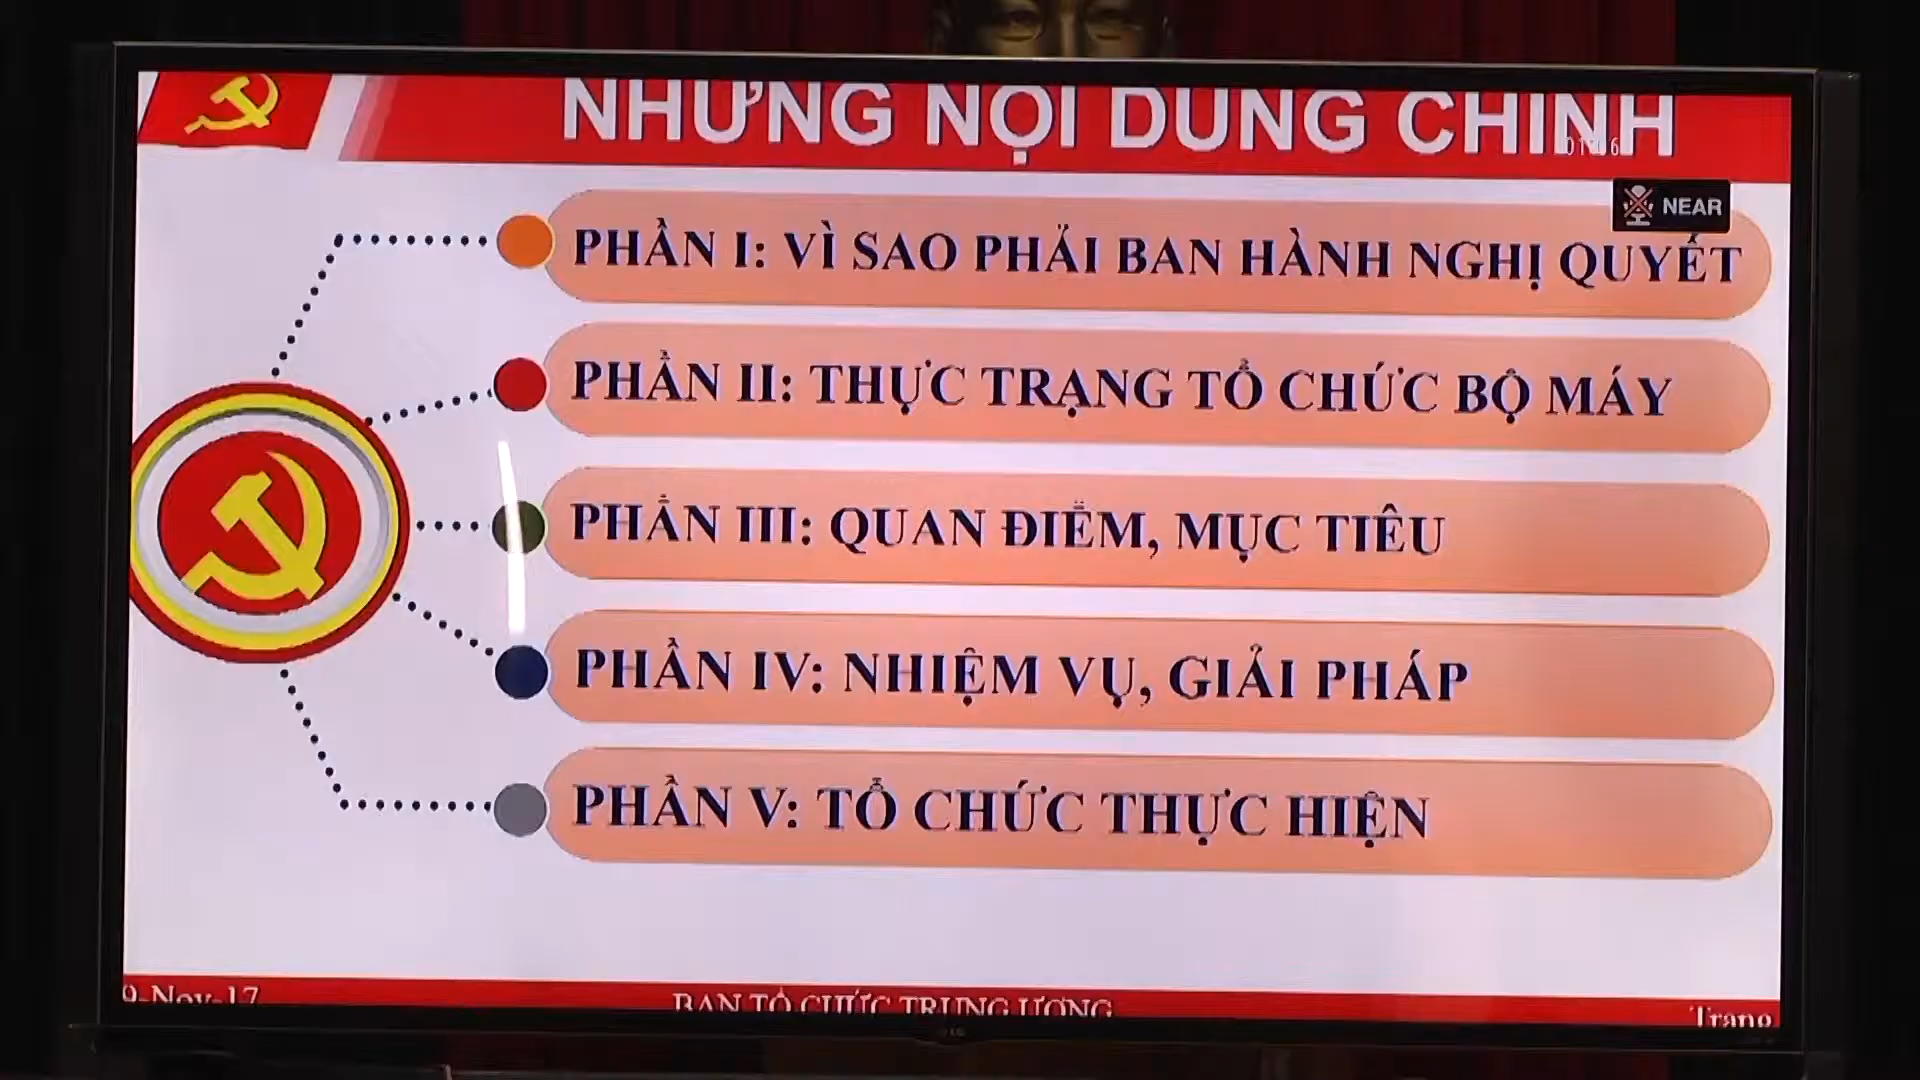 NHỮNG NỘI DUNG CHÍNH
NEAR
PHẦN I: VÌ SAO PHẢI BAN HÀNH NGHỊ QUYẾT
PHẦN II: THỰC TRẠNG TỔ CHỨC BỘ MÁY
PHẦN III: QUAN ĐIỂM, MỤC TIÊU
PHẦN IV: NHIỆM VỤ, GIẢI PHÁP
PHẦN V: TỔ CHỨC THỰC HIỆN
9-Nov-17
BAN TỔ CHỨC TRUNG ƯƠNG
Trang